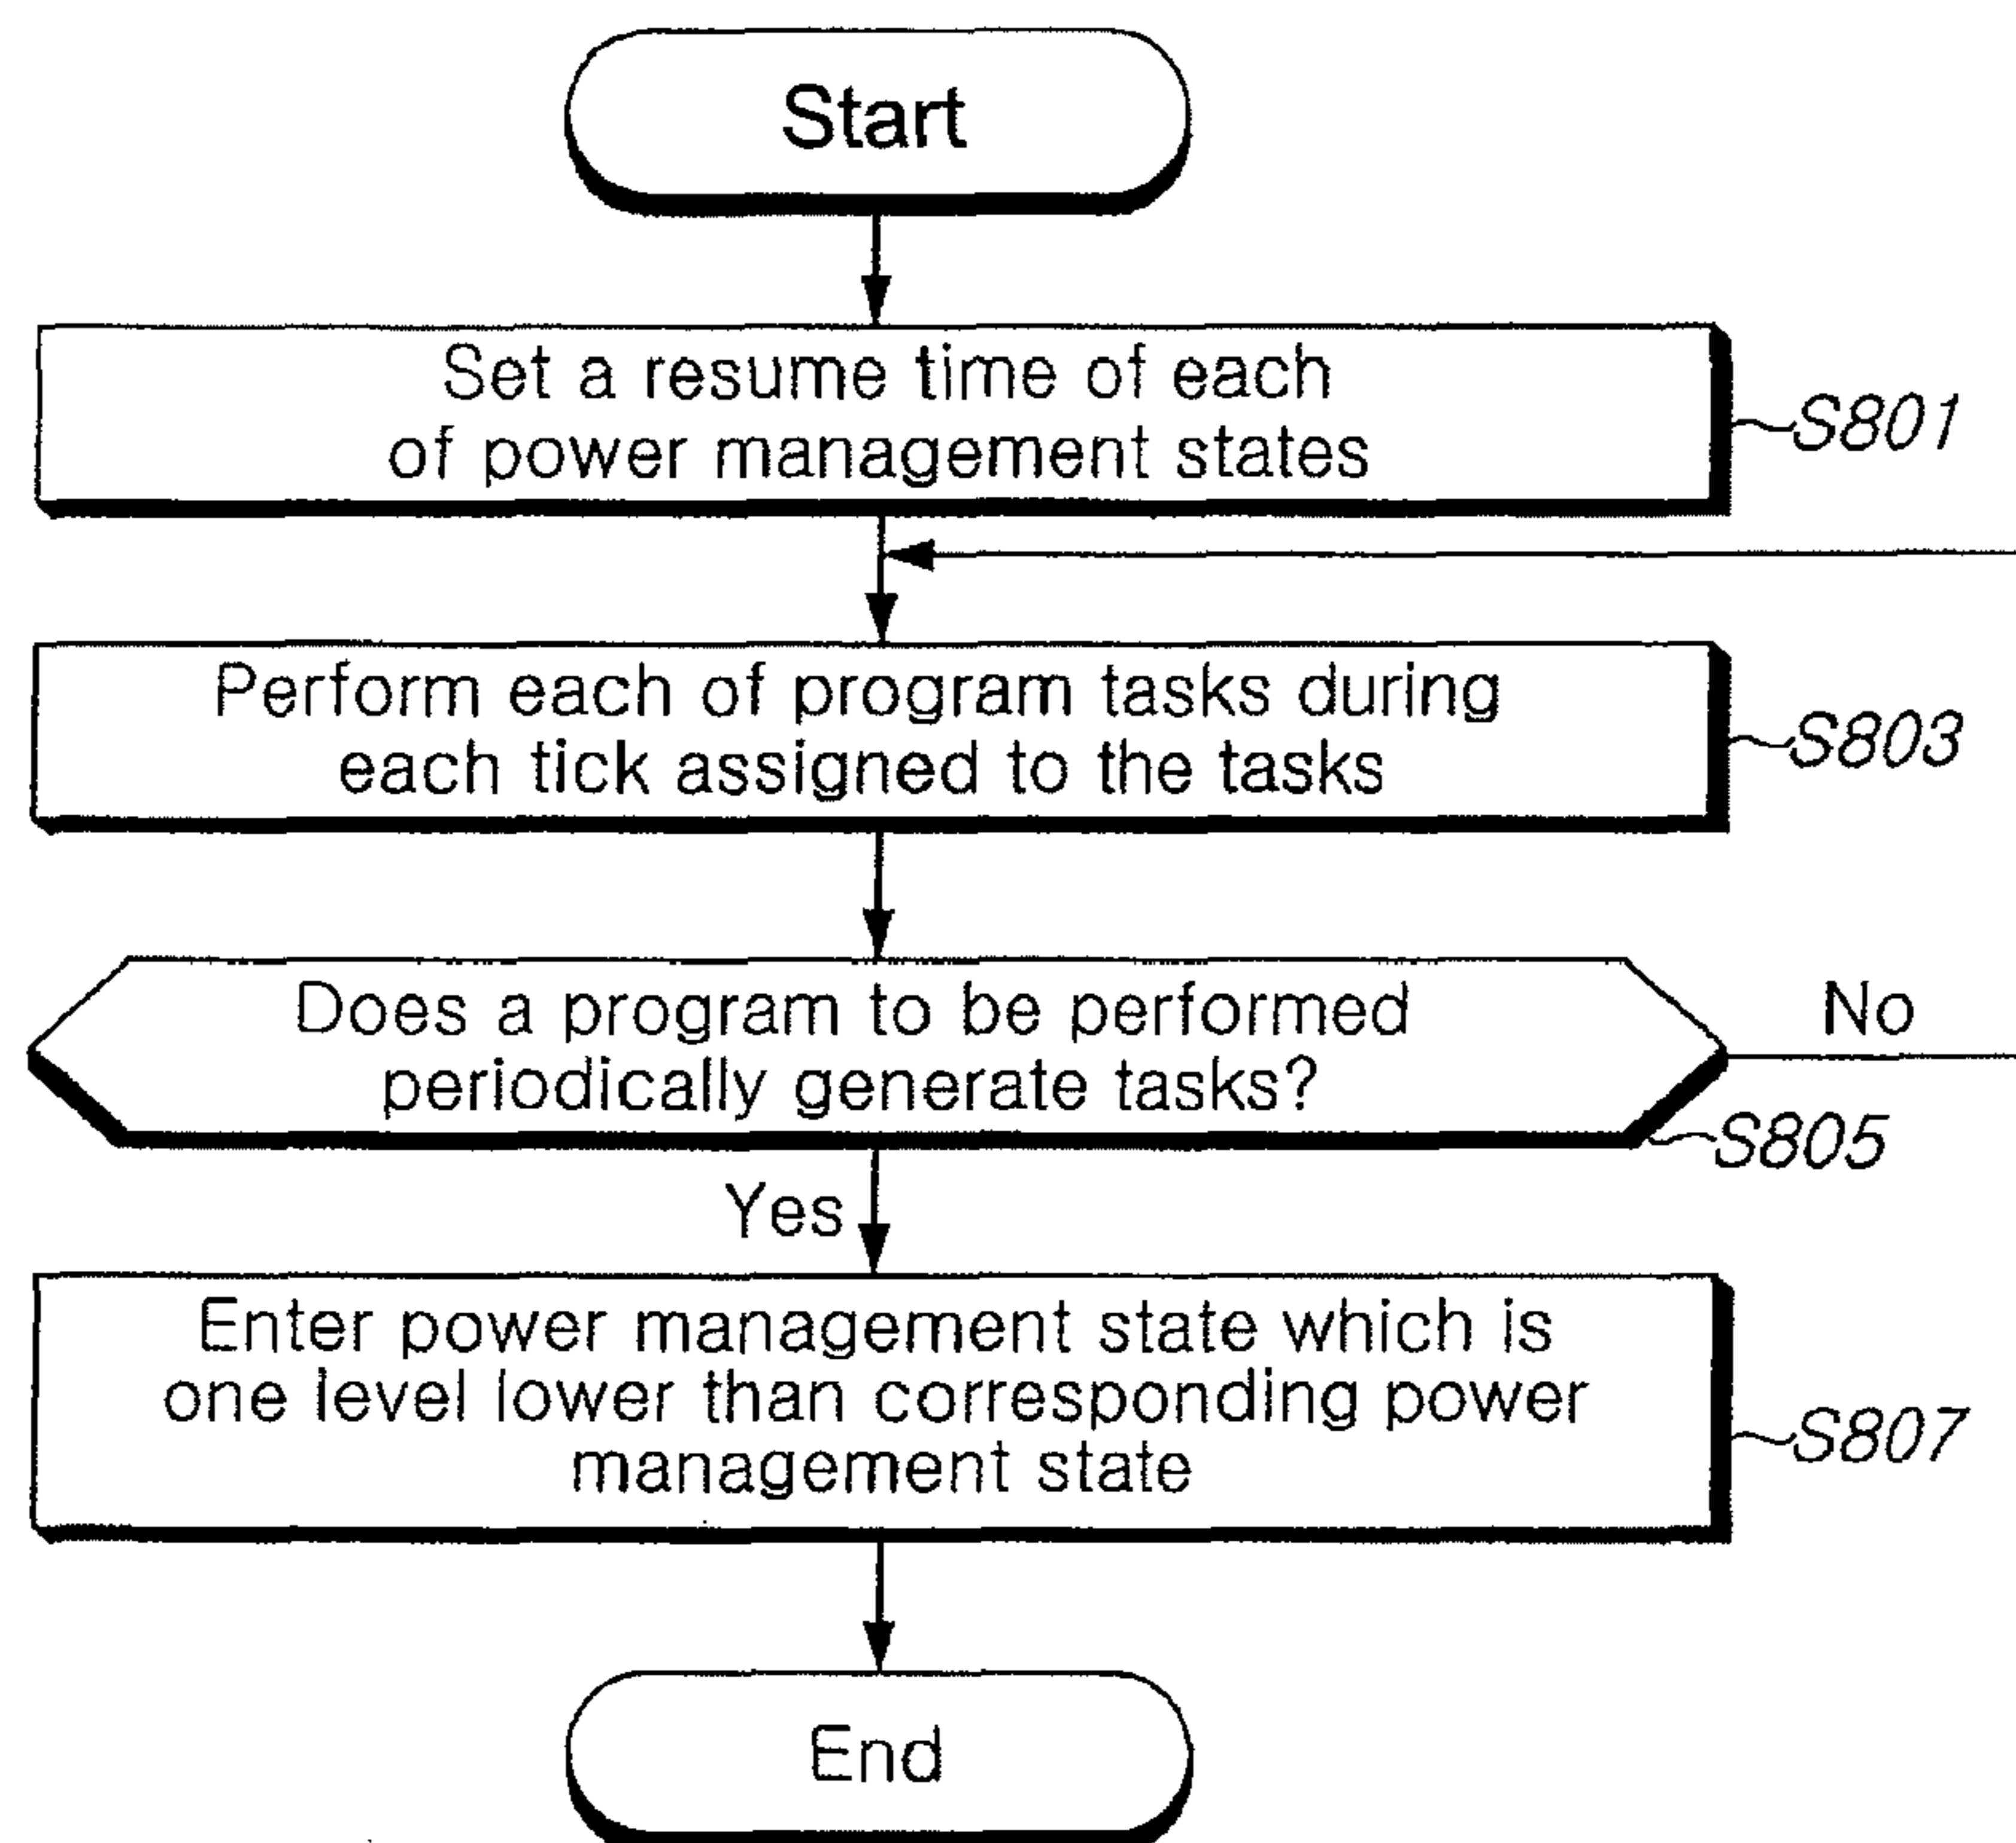 Start
Set a resume time of each
of power management states
S801
Perform each of program tasks during
each tick assigned to the tasks
S803
Does a program to be performed
periodically generate tasks?
No
S805
Yes
Enter power management state which is
one level lower than corresponding power
management state
S807
End